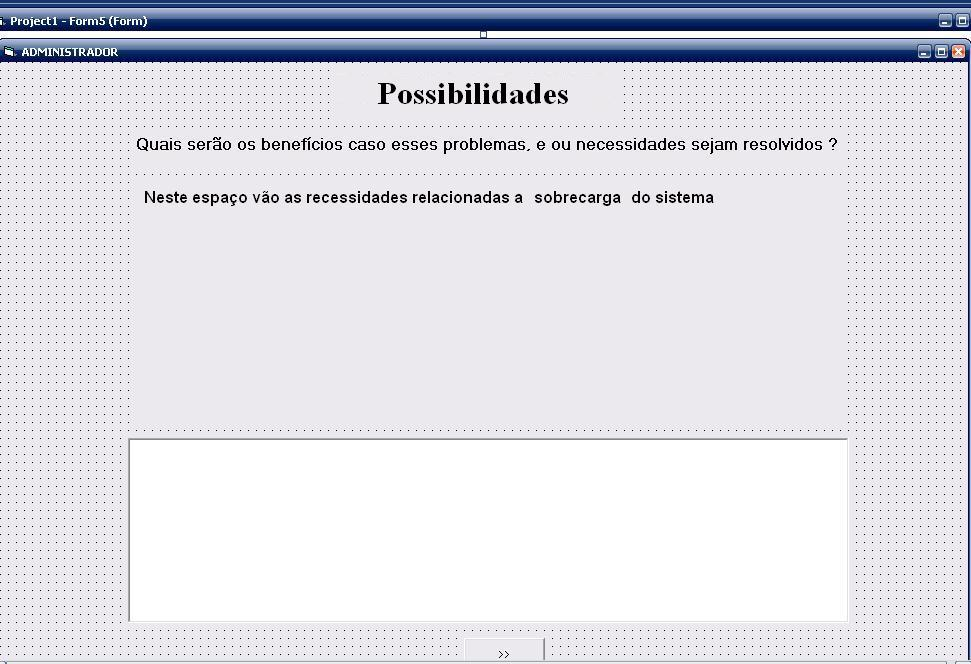 Project1 - Form5 (Form)
ADMINISTRADOR
Possibilidades
Quais serão os benefícios caso esses problemas, e ou necessidades sejam resolvidos ?
Neste espaço vão as recessidades relacionadas a sobrecarga do sistema
>>